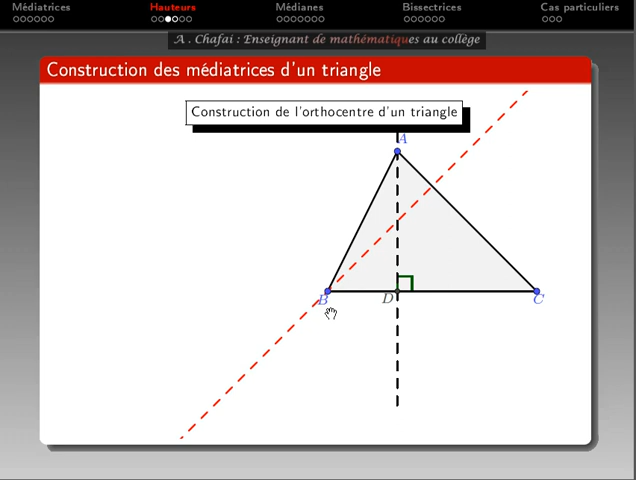 Médiatrices Hauteurs Médianes Bissectrices Cas particuliers
A . Chafai : Enseignant de mathématiques au collège
Construction des médiatrices d'un triangle
Construction de l'orthocentre d'un triangle
A
B D C